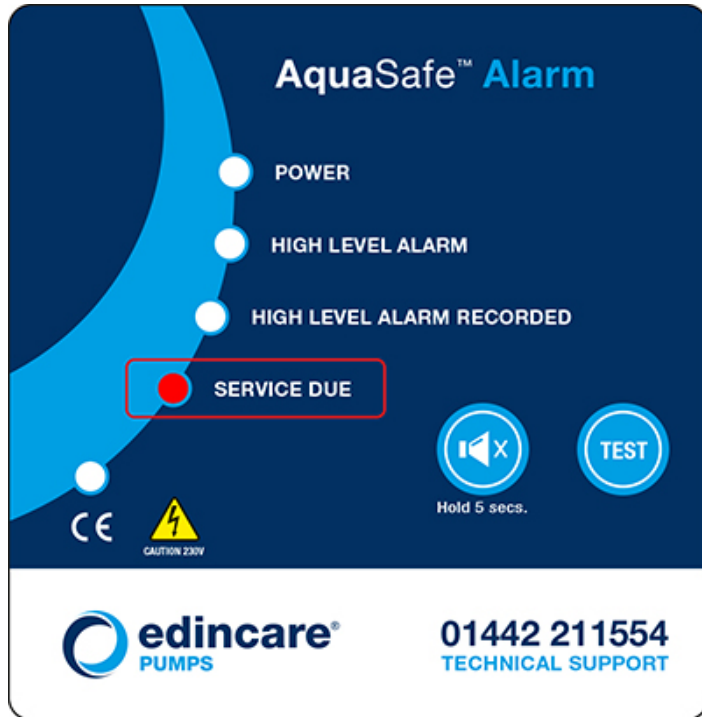 AquaSafe™ Alarm
POWER
HIGH LEVEL ALARM
HIGH LEVEL ALARM RECORDED
SERVICE DUE
TEST
Hold 5 secs.
CE
CAUTION 230V
edincare®
PUMPS
01442 211554
TECHNICAL SUPPORT